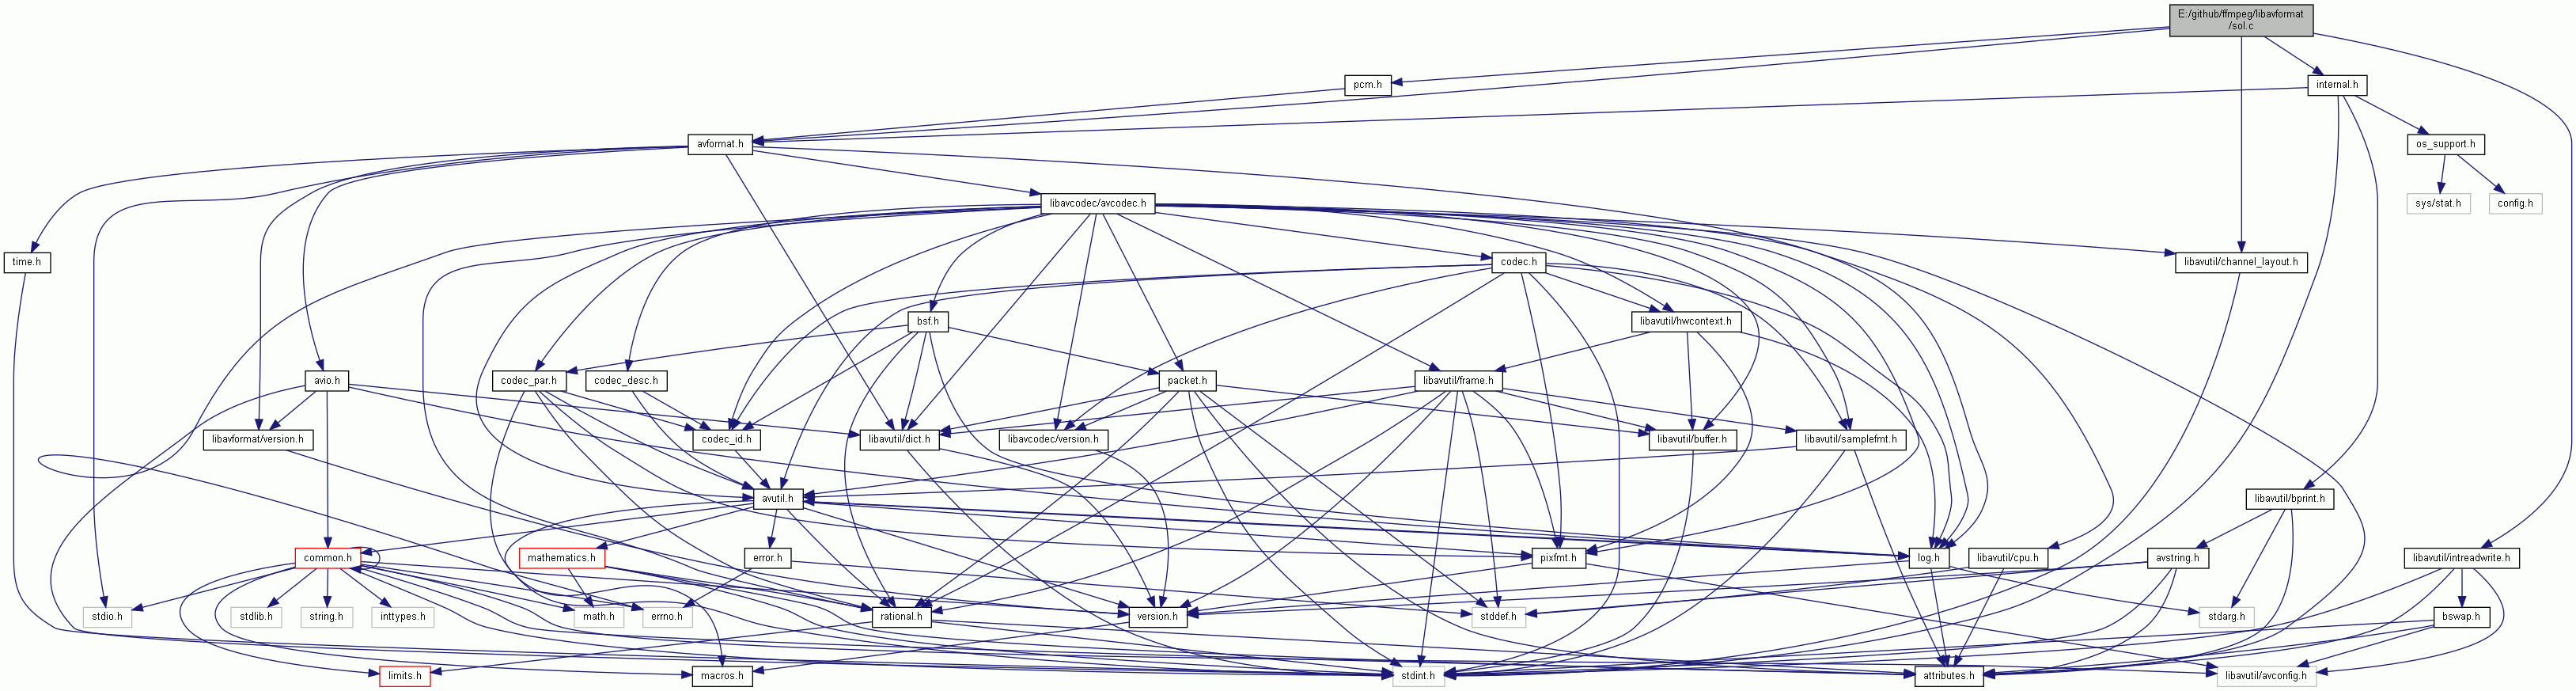 E:/github/ffmpeg/libavformat
/sol.c
pcm.h
internal.h
avformat.h
os_support.h
libavcodec/avcodec.h
sys/stat.h
config.h
time.h
codec.h
libavutil/channel_layout.h
bsf.h
libavutil/hwcontext.h
avio.h
codec_par.h
codec_desc.h
packet.h
libavutil/frame.h
libavformat/version.h
codec_id.h
libavutil/dict.h
libavcodec/version.h
libavutil/buffer.h
libavutil/samplefmt.h
avutil.h
libavutil/bprint.h
common.h
mathematics.h
error.h
pixfmt.h
log.h
libavutil/cpu.h
avstring.h
libavutil/intreadwrite.h
stdio.h
stdlib.h
string.h
inttypes.h
math.h
errno.h
rational.h
version.h
stddef.h
stdarg.h
bswap.h
limits.h
macros.h
stdint.h
attributes.h
libavutil/avconfig.h